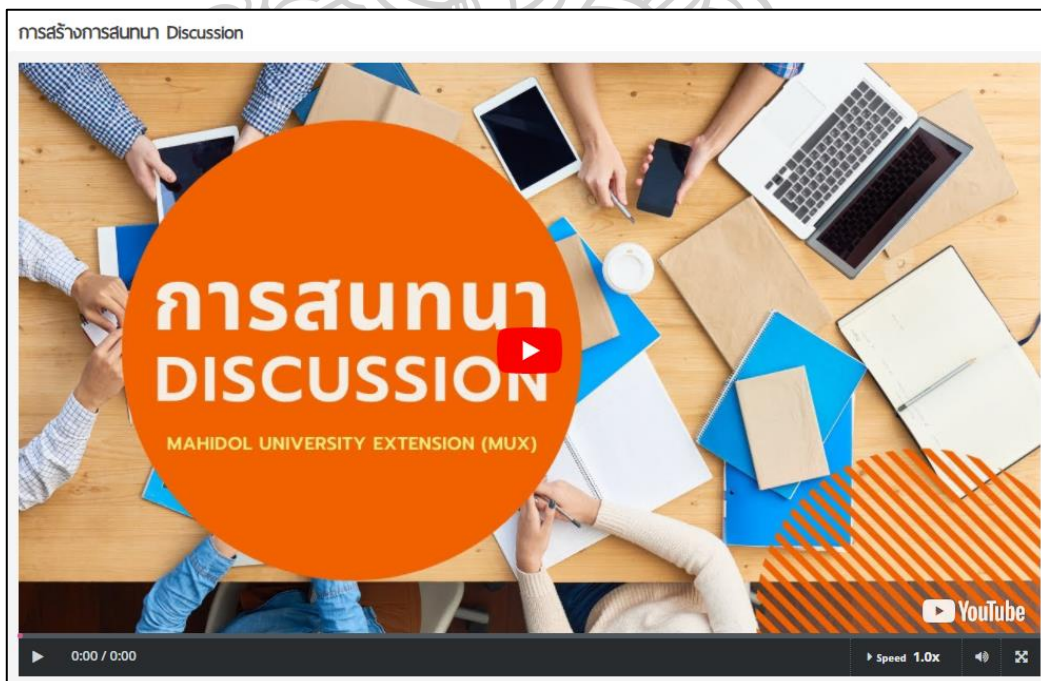 การสร้างการสนทนา Discussion
การสนทนา
DISCUSSION
MAHIDOL UNIVERSITY EXTENSION (MUX)
YouTube
0:00 / 0:00
Speed 1.0x